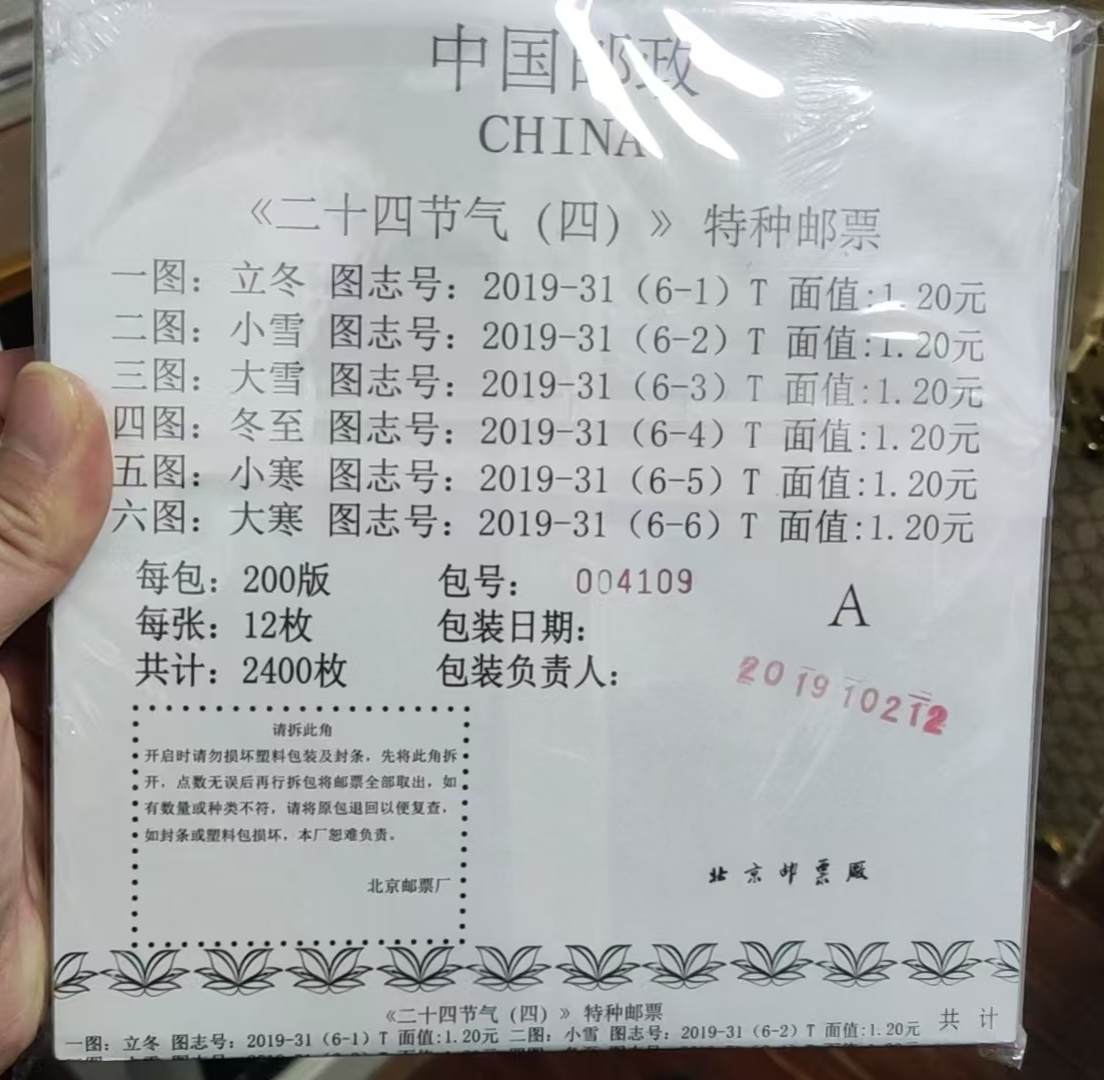 中国邮政
CHINA
《二十四节气（四）》 特种邮票
一图：立冬 图志号：2019-31（6-1）T 面值:1.20元
二图：小雪 图志号：2019-31（6-2）T 面值:1.20元
三图：大雪 图志号：2019-31（6-3）T 面值:1.20元
四图：冬至 图志号：2019-31（6-4）T 面值:1.20元
五图：小寒 图志号：2019-31（6-5）T 面值:1.20元
六图：大寒 图志号：2019-31（6-6）T 面值:1.20元
每包：200版 包号： 004109
每张：12枚 包装日期：
共计：2400枚 包装负责人：
A
201910212
请拆此角
开启时请勿损坏塑料包装及封条，先将此角拆
开，点数无误后再行拆包将邮票全部取出，如
有数量或种类不符，请将原包退回以便复查，
如封条或塑料包损坏，本厂恕难负责。
北京邮票厂
北京邮票厂
《二十四节气（四）》 特种邮票
一图：立冬 图志号：2019-31（6-1）T 面值:1.20元 二图：小雪 图志号：2019-31（6-2）T 面值:1.20元 共 计